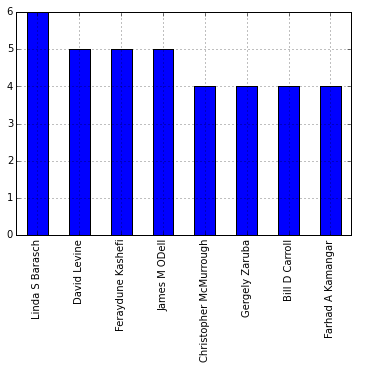 6
5
4
3
2
1
0
Linda S Barasch
David Levine
Feraydune Kashefi
James M ODell
Christopher McMurrough
Gergely Zaruba
Bill D Carroll
Farhad A Kamangar